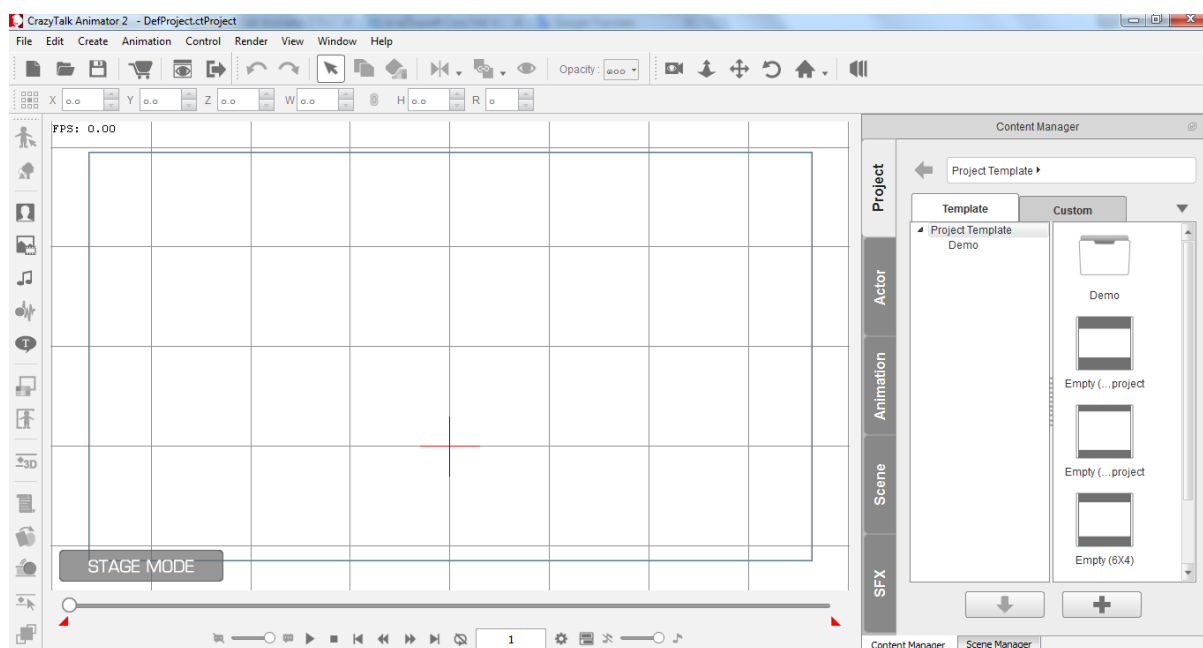 CrazyTalk Animator 2 - DefProject.ctProject
File Edit Create Animation Control Render View Window Help
Opacity: 
X 0.0 Y 0.0 Z 0.0 W 0.0 H 0.0 R 0
FPS: 0.00
Content Manager
Project
Project Template
Template Custom
Project Template
Demo
Demo
Actor
Empty (...project
Animation
Empty (...project
Scene
Empty (6X4)
SFX
T
3D
STAGE MODE
1
Content Manager Scene Manager